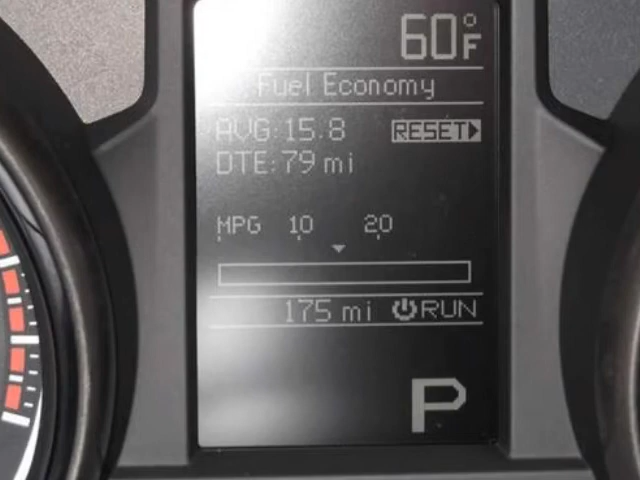 60°F
Fuel Economy
AVG:15.8 RESET
DTE:79 mi
MPG 10 20
175 mi RUN
P